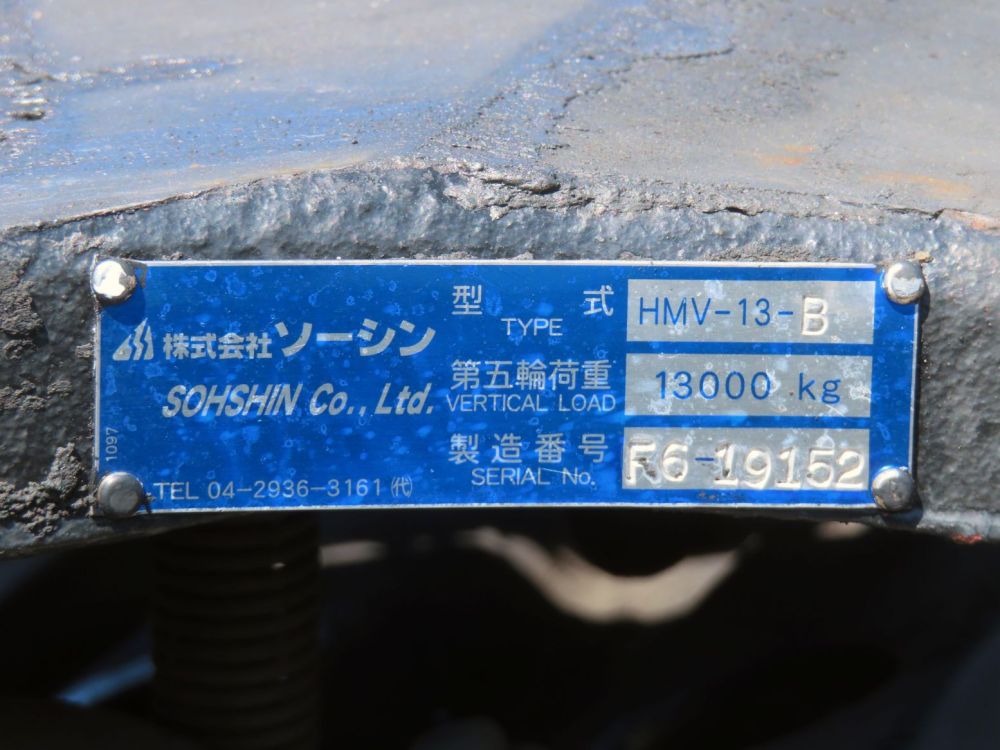 株式会社ソーシン
SOHSHIN Co., Ltd.
1097
TEL 04-2936-3161 (代)
型式 HMV-13-B
TYPE
第五輪荷重 13000 kg
VERTICAL LOAD
製造番号 F6-19152
SERIAL No.